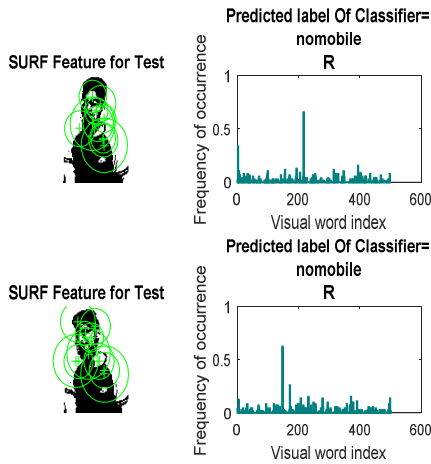 Predicted label Of Classifier=
nomobile
SURF Feature for Test
R
Frequency of occurrence
1
0.5
0
0 200 400 600
Visual word index
Predicted label Of Classifier=
nomobile
SURF Feature for Test
R
Frequency of occurrence
1
0.5
0
0 200 400 600
Visual word index